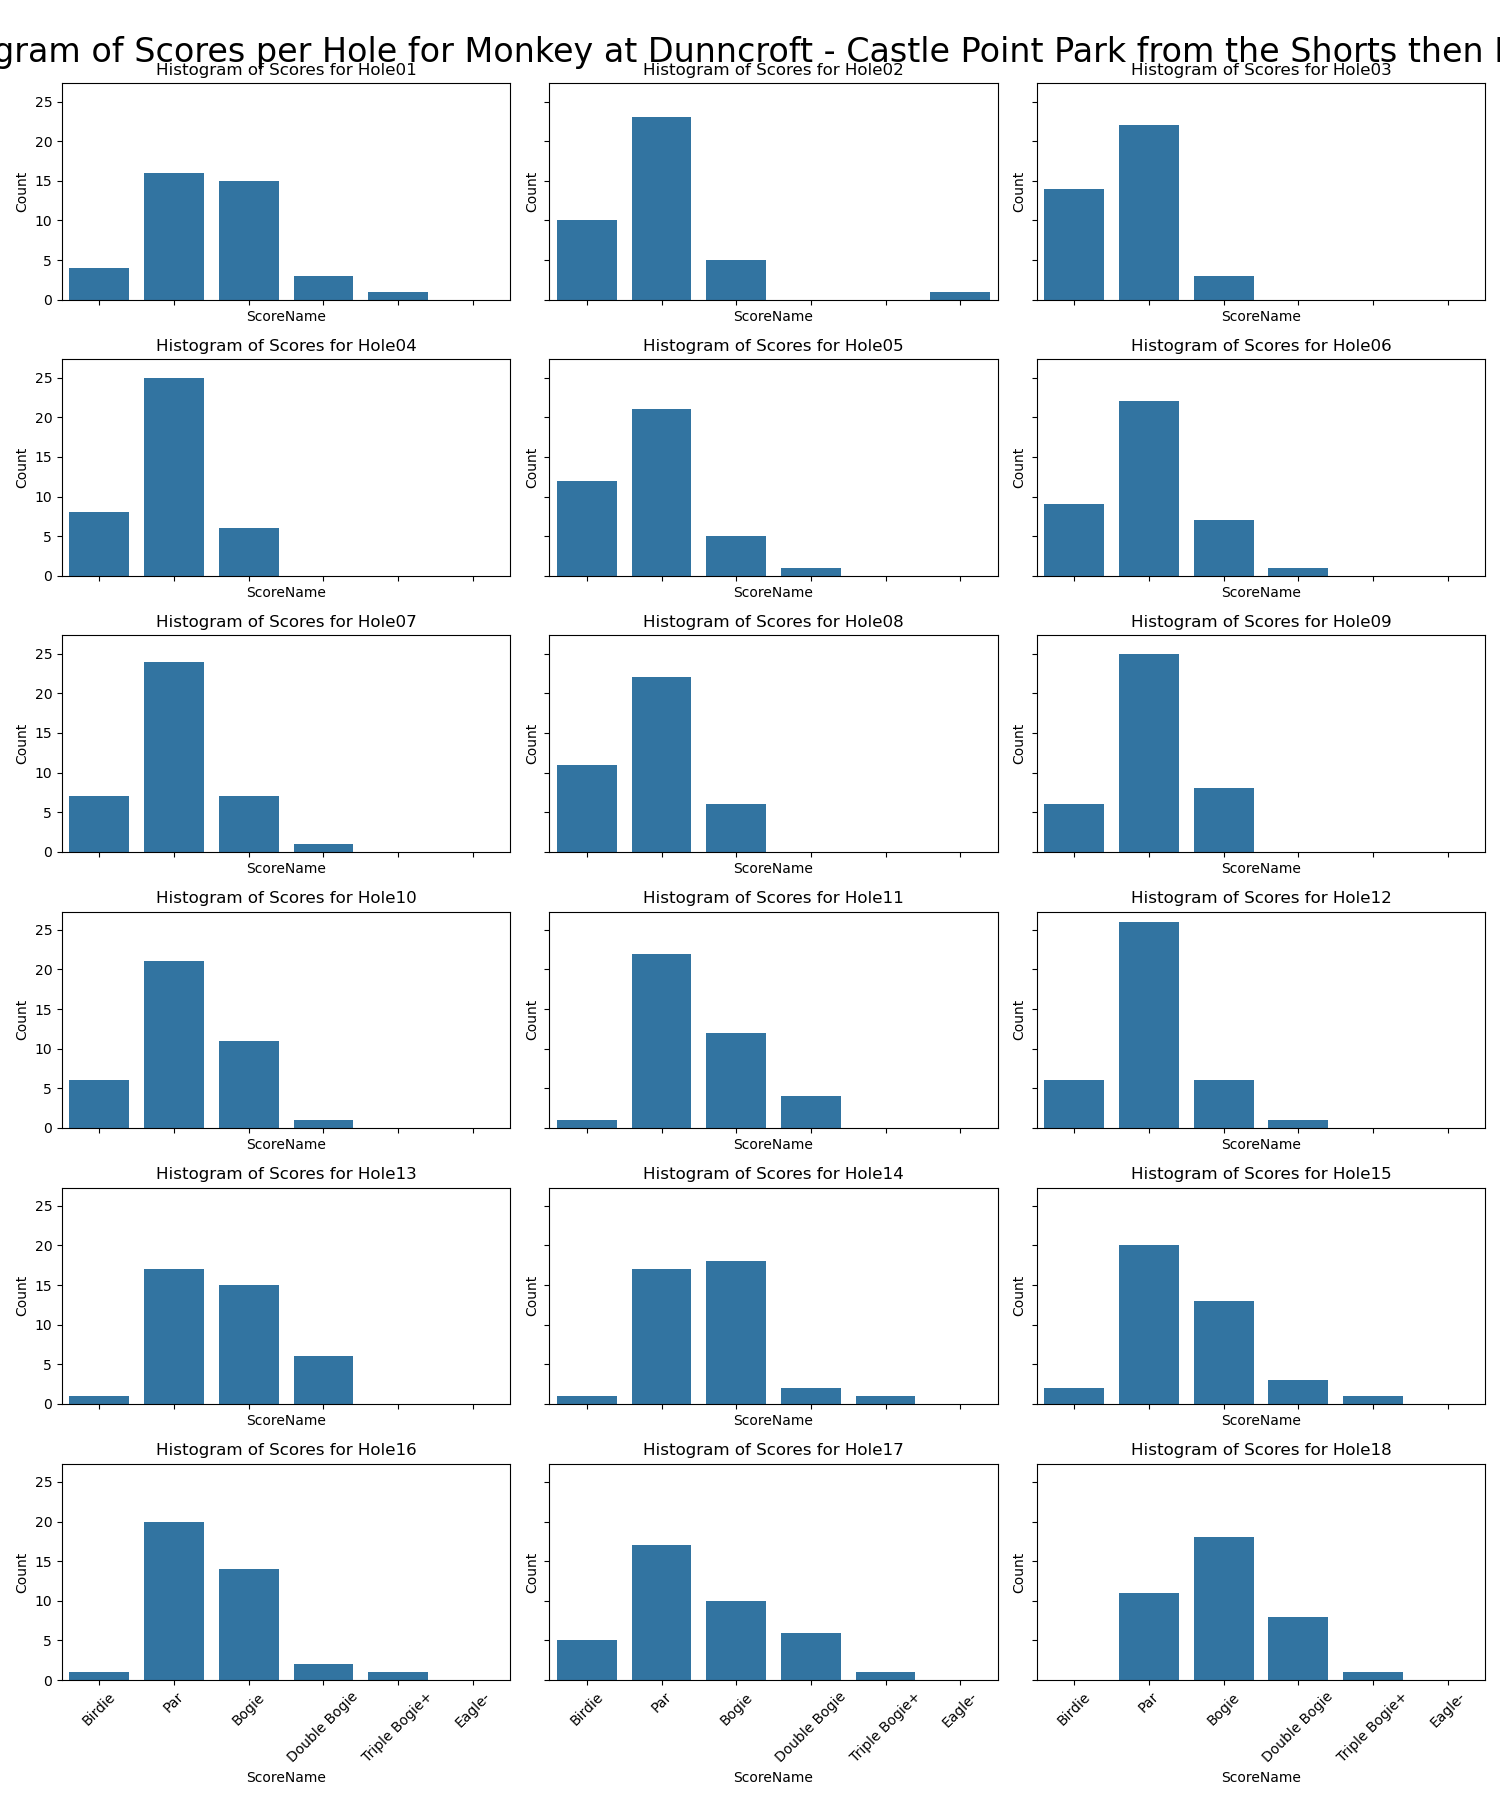 gram of Scores per Hole for Monkey at Dunncroft - Castle Point Park from the Shorts then
Histogram of Scores for Hole01 Histogram of Scores for Hole02 Histogram of Scores for Hole03
25
20
15
10
5
0
Count Count Count
ScoreName ScoreName ScoreName
Histogram of Scores for Hole04 Histogram of Scores for Hole05 Histogram of Scores for Hole06
25
20
15
10
5
0
Count Count Count
ScoreName ScoreName ScoreName
Histogram of Scores for Hole07 Histogram of Scores for Hole08 Histogram of Scores for Hole09
25
20
15
10
5
0
Count Count Count
ScoreName ScoreName ScoreName
Histogram of Scores for Hole10 Histogram of Scores for Hole11 Histogram of Scores for Hole12
25
20
15
10
5
0
Count Count Count
ScoreName ScoreName ScoreName
Histogram of Scores for Hole13 Histogram of Scores for Hole14 Histogram of Scores for Hole15
25
20
15
10
5
0
Count Count Count
ScoreName ScoreName ScoreName
Histogram of Scores for Hole16 Histogram of Scores for Hole17 Histogram of Scores for Hole18
25
20
15
10
5
0
Count Count Count
Birdie Par Bogie Double Bogie Triple Bogie+ Eagle- Birdie Par Bogie Double Bogie Triple Bogie+ Eagle- Birdie Par Bogie Double Bogie Triple Bogie+ Eagle-
ScoreName ScoreName ScoreName